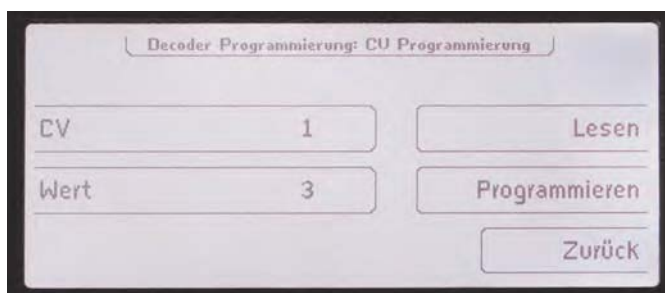 Decoder Programmierung: CV Programmierung
CV 1 Lesen
Wert 3 Programmieren
Zurück